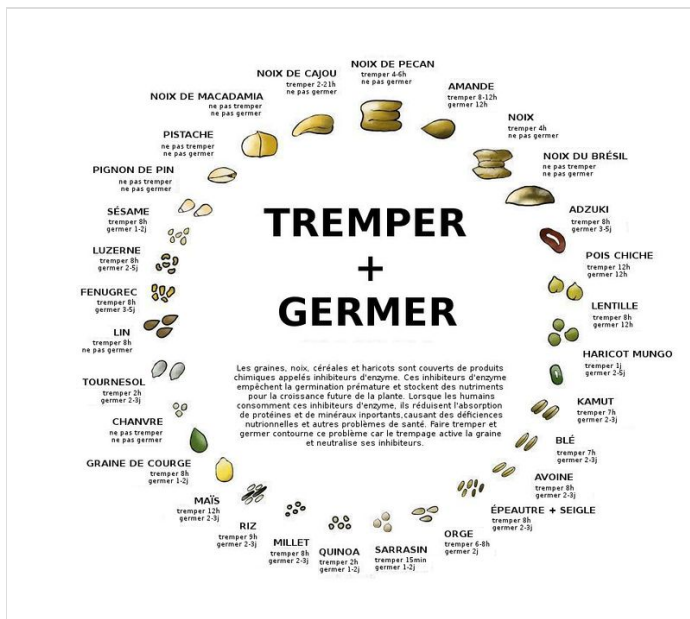 NOIX DE PECAN
tremper 4-6h
ne pas germer
AMANDE
tremper 8-12h
germer 12h
NOIX
tremper 4h
ne pas germer
NOIX DU BRÉSIL
ne pas tremper
ne pas germer
ADZUKI
tremper 8h
germer 3-5j
POIS CHICHE
tremper 12h
germer 12h
LENTILLE
tremper 8h
germer 12h
HARICOT MUNGO
tremper 1j
germer 2-5j
KAMUT
tremper 7h
germer 2-3j
BLÉ
tremper 7h
germer 2-3j
AVOINE
tremper 8h
germer 2-3j
ÉPEAUTRE + SEIGLE
tremper 8h
germer 2-3j
ORGE
tremper 6-8h
germer 2j
SARRASIN
tremper 15min
germer 1-2j
QUINOA
tremper 2h
germer 1-2j
MILLET
tremper 8h
germer 2-3j
RIZ
tremper 9h
germer 2-3j
MAÏS
tremper 12h
germer 2-3j
GRAINE DE COURGE
tremper 8h
germer 1-2j
CHANVRE
ne pas tremper
ne pas germer
TOURNESOL
tremper 2h
germer 2-3j
LIN
tremper 8h
ne pas germer
FENUGREC
tremper 8h
germer 3-5j
LUZERNE
tremper 8h
germer 2-5j
SÉSAME
tremper 8h
germer 1-2j
PIGNON DE PIN
ne pas tremper
ne pas germer
PISTACHE
ne pas tremper
ne pas germer
NOIX DE MACADAMIA
ne pas tremper
ne pas germer
NOIX DE CAJOU
tremper 2-21h
ne pas germer
TREMPER
+
GERMER
Les graines, noix, céréales et haricots sont couverts de produits
chimiques appelés inhibiteurs d'enzyme. Ces inhibiteurs d'enzyme
empêchent la germination prémature et stockent des nutriments
pour la croissance future de la plante. Lorsque les humains
consomment ces inhibiteurs d'enzyme, ils réduisent l'absorption
de protéines et de minéraux inportants,causant des déficiences
nutritionnelles et autres problèmes de santé. Faire tremper et
germer contourne ce problème car le trempage active la graine
et neutralise ses inhibiteurs.